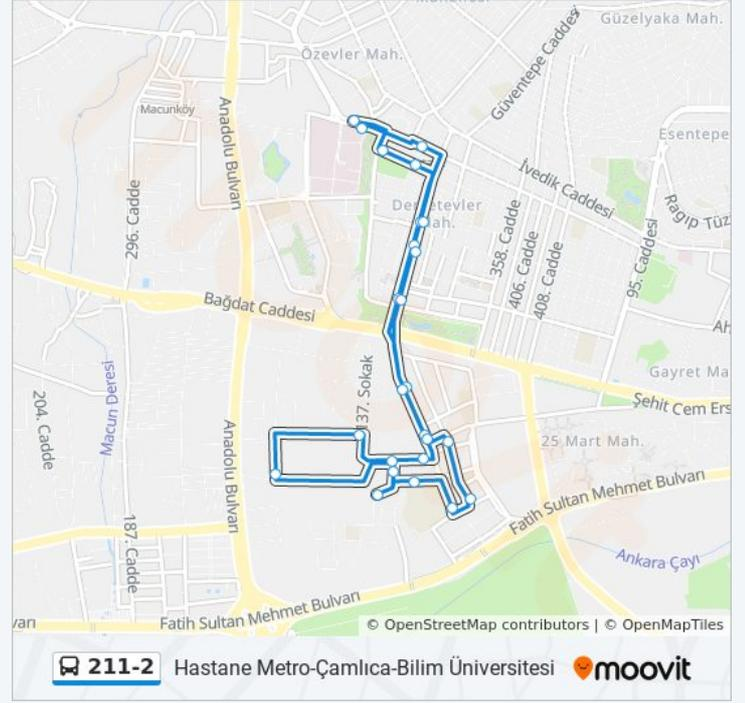 Güzelyaka Mah.
Özevler Mah.
Güventepe Caddesi
Macunköy
Anadolu Bulvarı
Esentepe
İvedik Caddesi
296. Cadde
Mah.
358. Cadde
406. Cadde
408. Cadde
95. Caddesi
Ragıp Tüz
Bağdat Caddesi
Ah
Macun Deresi
137. Sokak
Gayret Ma
204. Cadde
Şehit Cem Ers
Anadolu Bulvarı
25 Mart Mah.
187. Cadde
Fatih Sultan Mehmet Bulvarı
Ankara Çayı
varı
Fatih Sultan Mehmet Bulvarı
© OpenStreetMap contributors | © OpenMapTiles
211-2 Hastane Metro-Çamlıca-Bilim Üniversitesi moovit